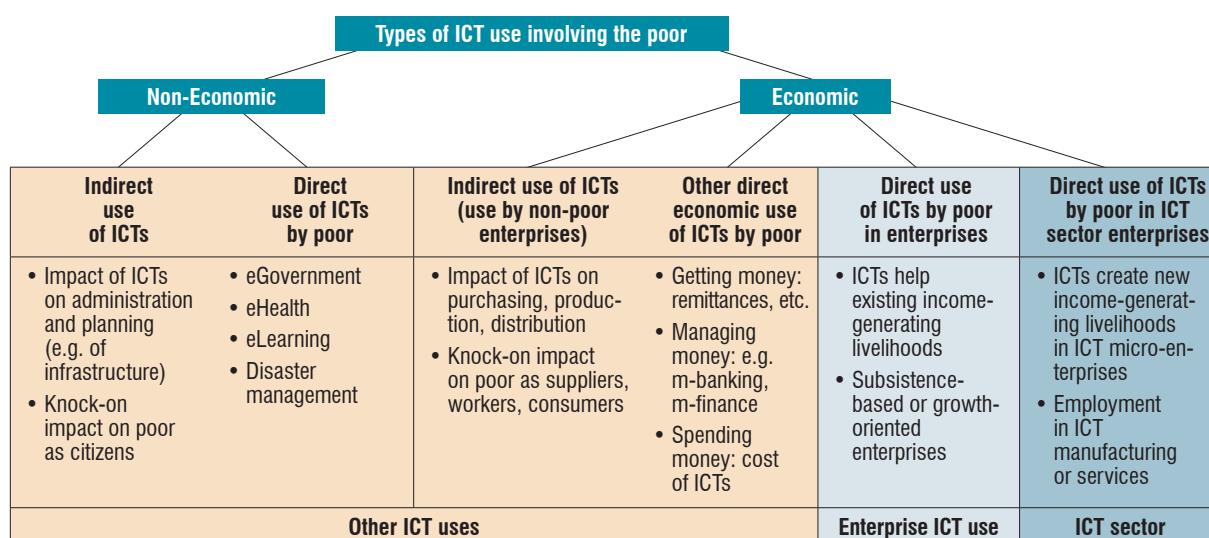 Types of ICT use involving the poor
Non-Economic
Economic
Indirect
use
of ICTs
Direct
use of ICTs
by poor
Indirect use of ICTs
(use by non-poor
enterprises)
Other direct
economic use
of ICTs by poor
Direct use
of ICTs by poor
in enterprises
Direct use of ICTs
by poor in ICT
sector enterprises
• Impact of ICTs
on administration
and planning
(e.g. of
infrastructure)
• Knock-on
impact on poor
as citizens
• eGovernment
• eHealth
• eLearning
• Disaster
management
• Impact of ICTs on
purchasing, produc-
tion, distribution
• Knock-on impact
on poor as suppliers,
workers, consumers
• Getting money:
remittances, etc.
• Managing
money: e.g.
m-banking,
m-finance
• Spending
money: cost
of ICTs
• ICTs help
existing income-
generating
livelihoods
• Subsistence-
based or growth-
oriented
enterprises
• ICTs create new
income-generat-
ing livelihoods
in ICT micro-en-
terprises
• Employment
in ICT
manufacturing
or services
Other ICT uses
Enterprise ICT use
ICT sector